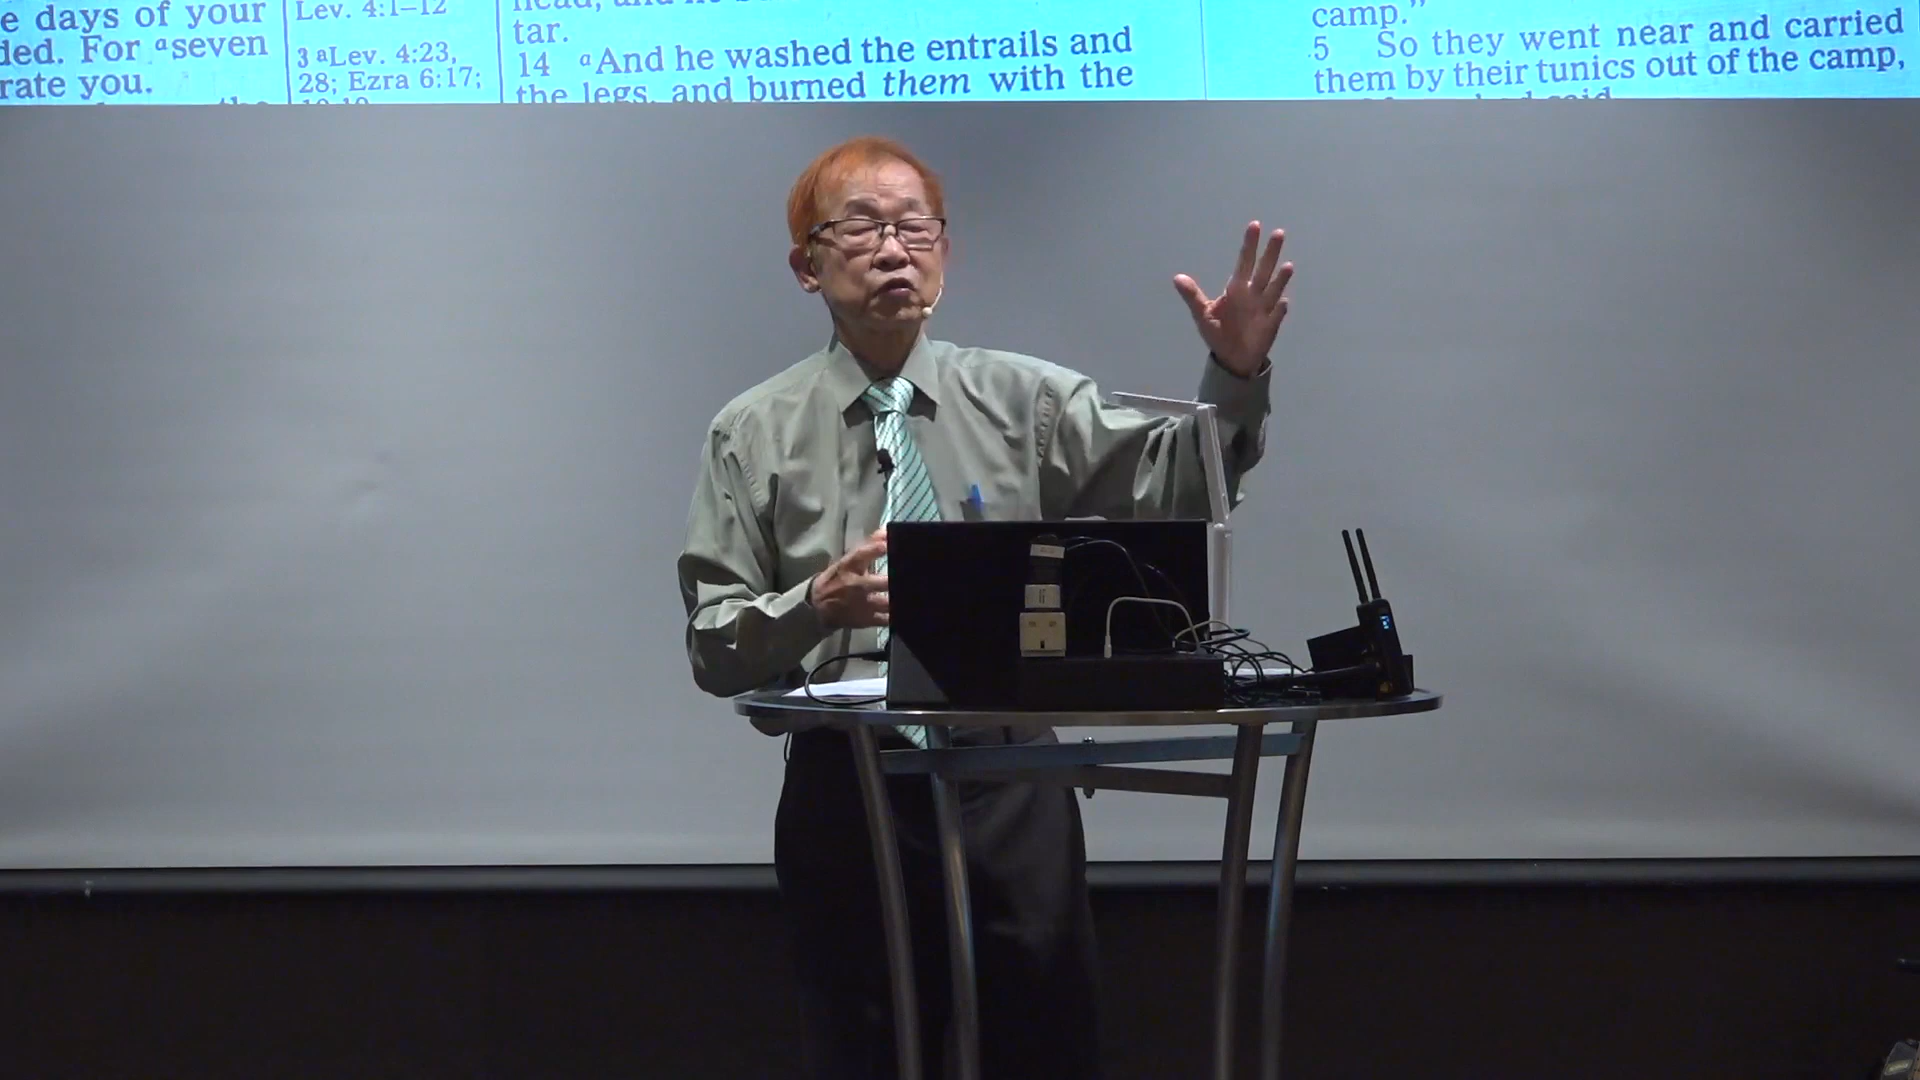 e days of your
ded. For ᵃseven
rate you.
Lev. 4:1–12
3 ᵃLev. 4:23,
28; Ezra 6:17;
tar.
14 ᵃAnd he washed the entrails and
the legs, and burned them with the
camp."
5 So they went near and carried
them by their tunics out of the camp,